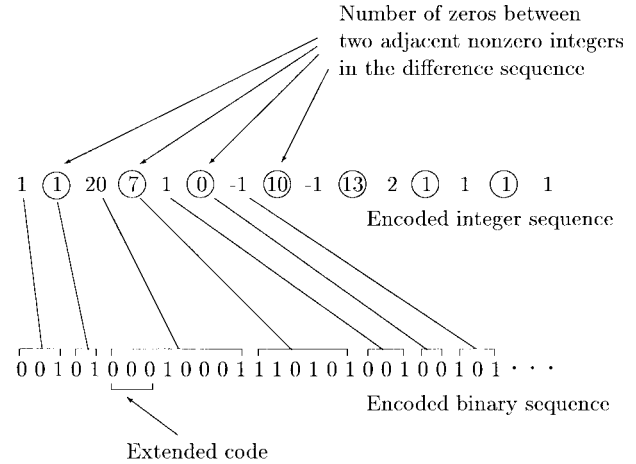 Number of zeros between
two adjacent nonzero integers
in the difference sequence
1 1 20 7 1 0 -1 10 -1 13 2 1 1 1 1
Encoded integer sequence
0 0 1 0 1 0 0 0 1 0 0 0 1 1 1 0 1 0 1 0 0 1 0 0 1 0 1 · · ·
Encoded binary sequence
Extended code